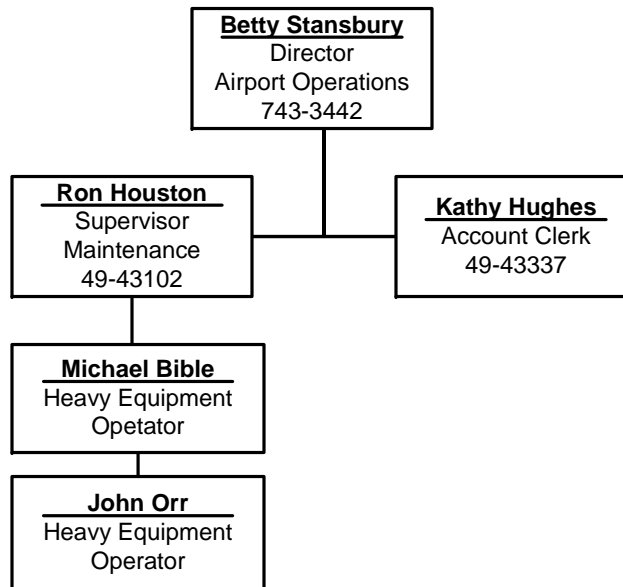 Betty Stansbury
Director
Airport Operations
743-3442
Ron Houston
Supervisor
Maintenance
49-43102
Kathy Hughes
Account Clerk
49-43337
Michael Bible
Heavy Equipment
Opetator
John Orr
Heavy Equipment
Operator